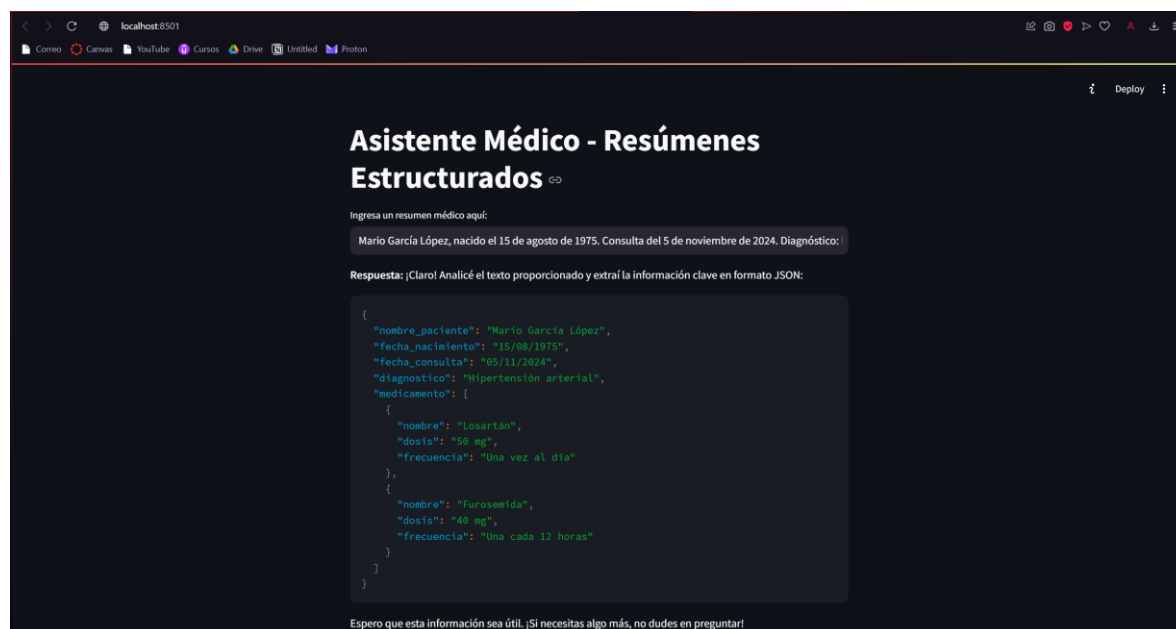 localhost:8501
Correo Canvas YouTube Cursos Drive Untitled Proton
Deploy
Asistente Médico - Resúmenes
Estructurados
Ingresa un resumen médico aquí:
Mario García López, nacido el 15 de agosto de 1975. Consulta del 5 de noviembre de 2024. Diagnóstico:
Respuesta: ¡Claro! Analicé el texto proporcionado y extraí la información clave en formato JSON:
{
"nombre_paciente": "Mario García López",
"fecha_nacimiento": "15/08/1975",
"fecha_consulta": "05/11/2024",
"diagnostico": "Hipertensión arterial",
"medicamento": [
{
"nombre": "Losartán",
"dosis": "50 mg",
"frecuencia": "Una vez al día"
},
{
"nombre": "Furosemida",
"dosis": "40 mg",
"frecuencia": "Una cada 12 horas"
}
]
}
Espero que esta información sea útil. ¡Si necesitas algo más, no dudes en preguntar!